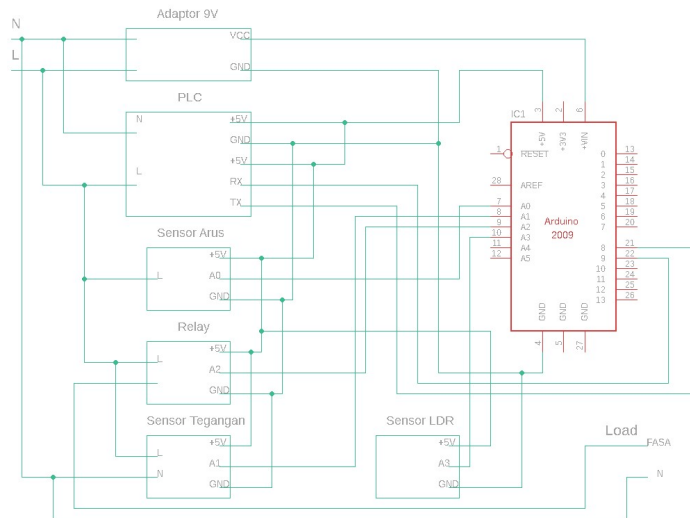 Adaptor 9V
N
L
VCC
GND
PLC
N
L
+5V
GND
+5V
RX
TX
Sensor Arus
L
+5V
A0
GND
Relay
L
+5V
A2
GND
Sensor Tegangan
L
N
+5V
A1
GND
Sensor LDR
+5V
A3
GND
IC1
3
2
6
+5V
+3V3
+VIN
1
RESET
28
AREF
7
A0
8
A1
9
A2
10
A3
11
A4
12
A5
Arduino
2009
0
13
1
14
2
15
3
16
4
17
5
18
6
19
7
20
8
21
9
22
10
23
11
24
12
25
13
26
GND
GND
GND
4
5
27
Load
FASA
N